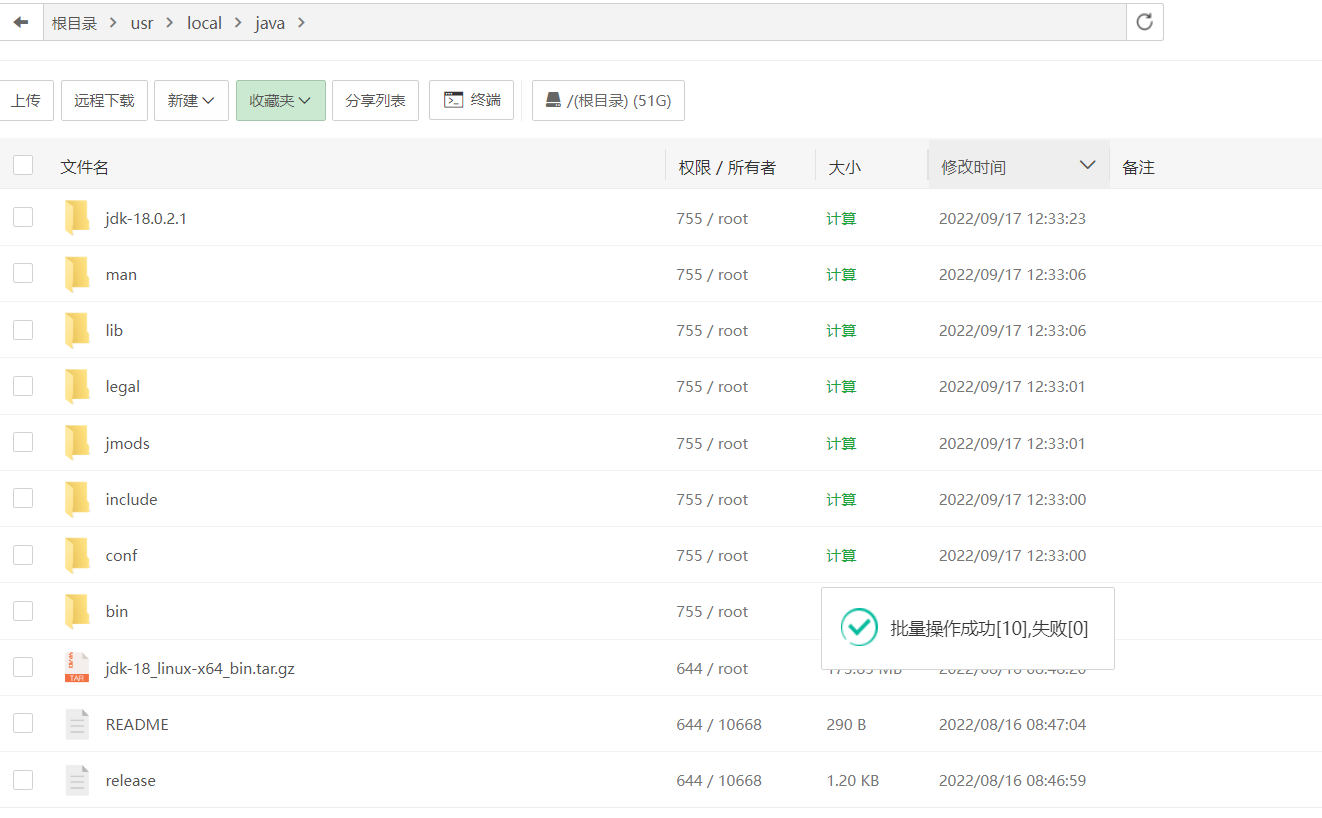 根目录 usr local java
上传 远程下载 新建 收藏夹 分享列表 终端 /(根目录) (51G)
文件名 权限 / 所有者 大小 修改时间 备注
jdk-18.0.2.1 755 / root 计算 2022/09/17 12:33:23
man 755 / root 计算 2022/09/17 12:33:06
lib 755 / root 计算 2022/09/17 12:33:06
legal 755 / root 计算 2022/09/17 12:33:01
jmods 755 / root 计算 2022/09/17 12:33:01
include 755 / root 计算 2022/09/17 12:33:00
conf 755 / root 计算 2022/09/17 12:33:00
bin 755 / root
批量操作成功[10],失败[0]
TAR jdk-18_linux-x64_bin.tar.gz 644 / root
README 644 / 10668 290 B 2022/08/16 08:47:04
release 644 / 10668 1.20 KB 2022/08/16 08:46:59